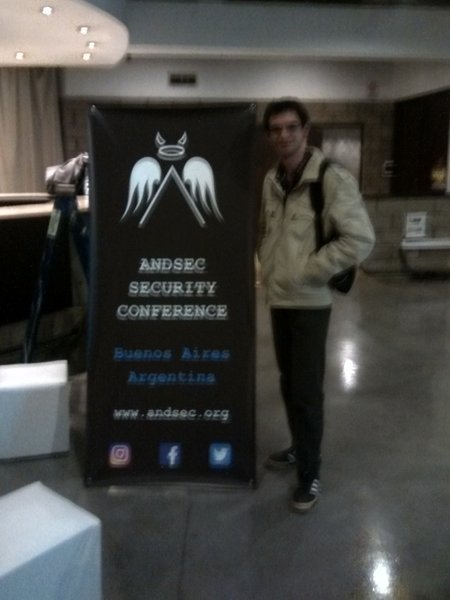 ANDSEC
SECURITY
CONFERENCE
Buenos Aires
Argentina
www.andsec.org